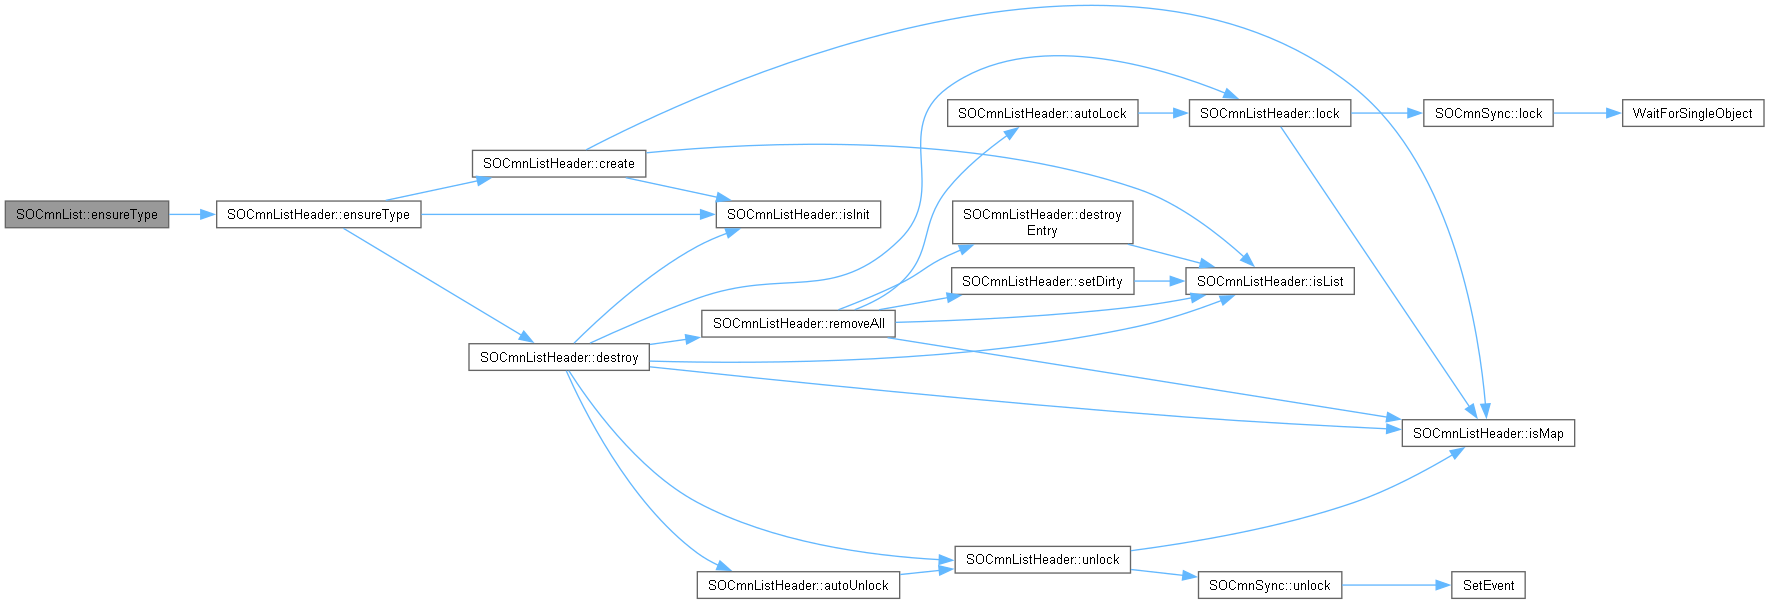 SOCmnList::ensureType
SOCmnListHeader::ensureType
SOCmnListHeader::create
SOCmnListHeader::destroy
SOCmnListHeader::isInit
SOCmnListHeader::removeAll
SOCmnListHeader::autoUnlock
SOCmnListHeader::autoLock
SOCmnListHeader::destroy
Entry
SOCmnListHeader::setDirty
SOCmnListHeader::unlock
SOCmnListHeader::lock
SOCmnListHeader::isList
SOCmnSync::unlock
SOCmnSync::lock
SOCmnListHeader::isMap
SetEvent
WaitForSingleObject